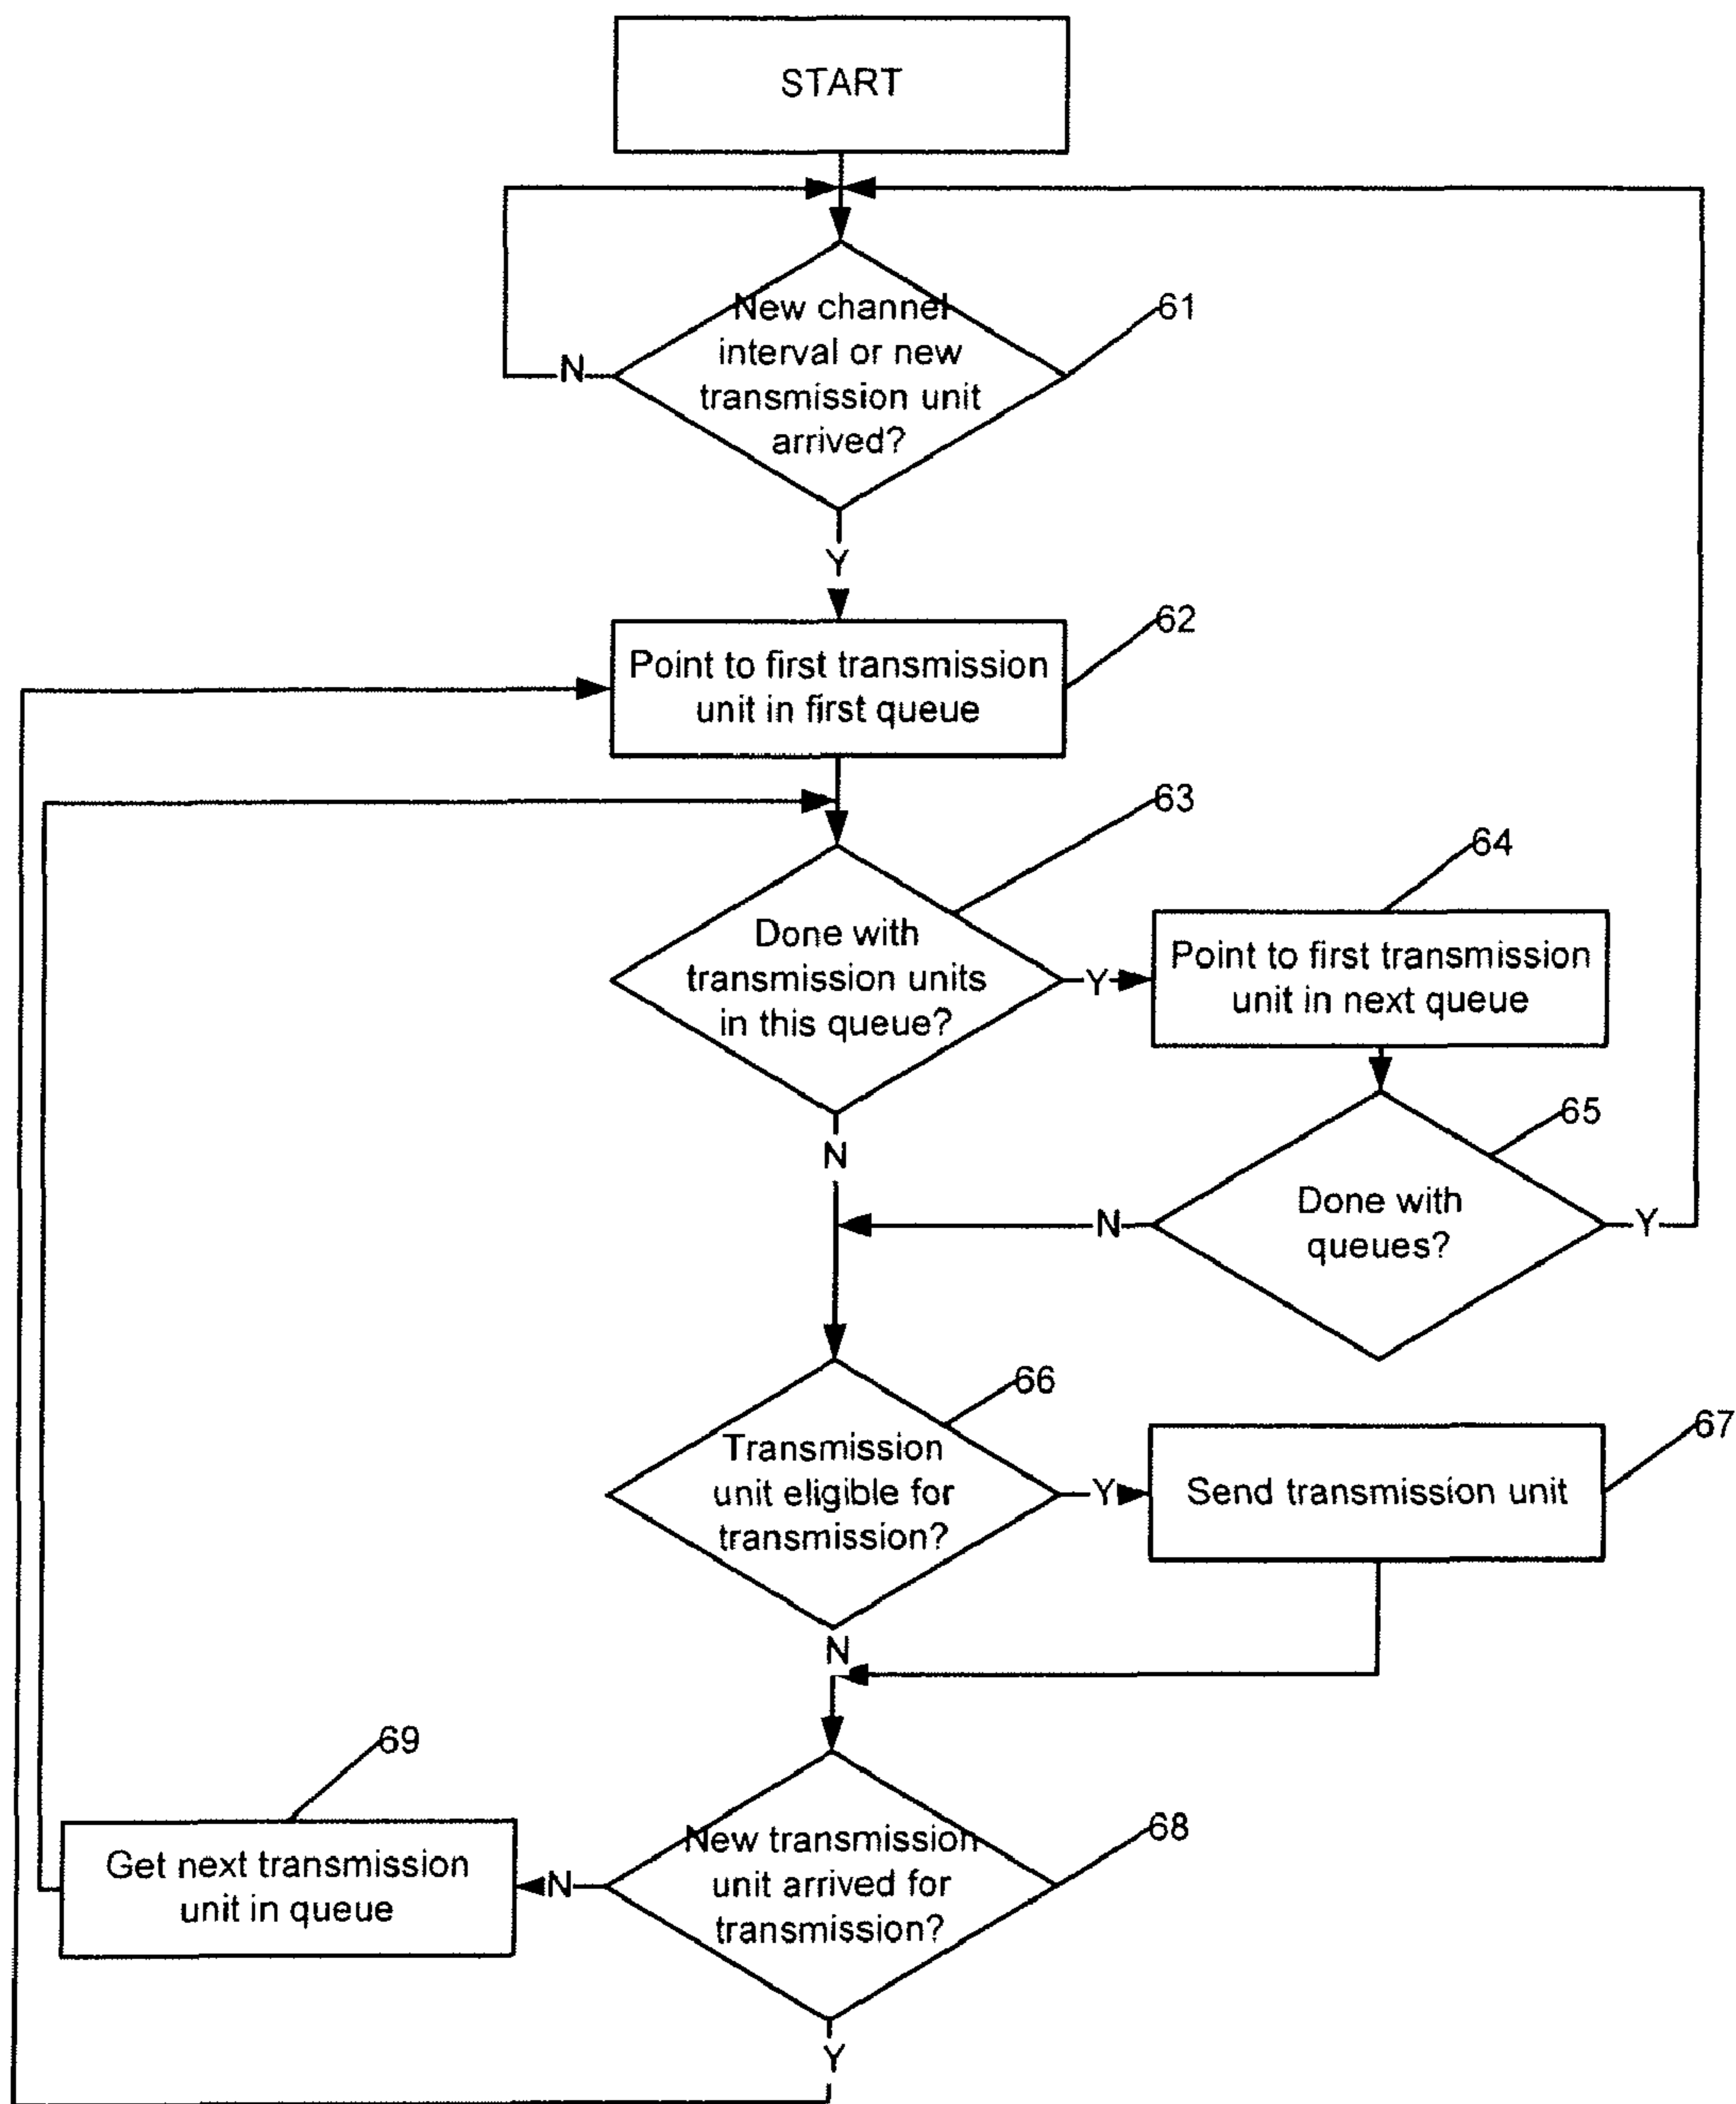 START
New channel
interval or new
transmission unit
arrived?
61
N
Y
Point to first transmission
unit in first queue
62
63
Done with
transmission units
in this queue?
Y
N
64
Point to first transmission
unit in next queue
65
Done with
queues?
N
Y
66
Transmission
unit eligible for
transmission?
Y
N
67
Send transmission unit
68
New transmission
unit arrived for
transmission?
N
Y
69
Get next transmission
unit in queue